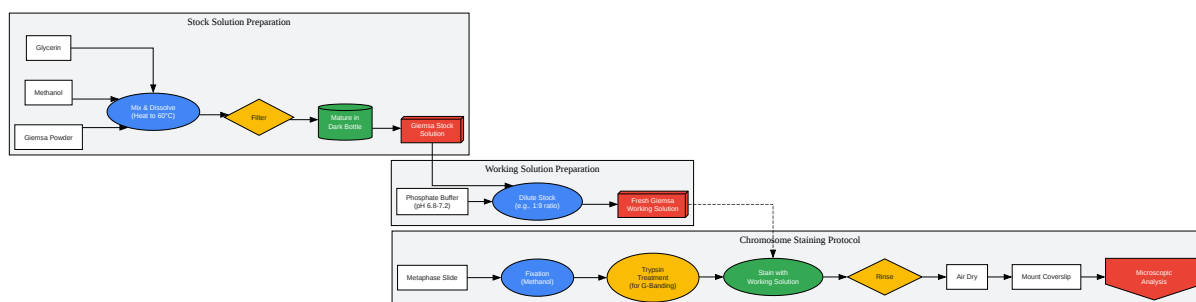 Stock Solution Preparation
Glycerin
Methanol
Giemsa Powder
Mix & Dissolve
(Heat to 60°C)
Filter
Mature in
Dark Bottle
Giemsa Stock
Solution
Working Solution Preparation
Phosphate Buffer
(pH 6.8-7.2)
Dilute Stock
(e.g., 1:9 ratio)
Fresh Giemsa
Working Solution
Chromosome Staining Protocol
Metaphase Slide
Fixation
(Methanol)
Trypsin
Treatment
(for G-Banding)
Stain with
Working Solution
Rinse
Air Dry
Mount Coverslip
Microscopic
Analysis